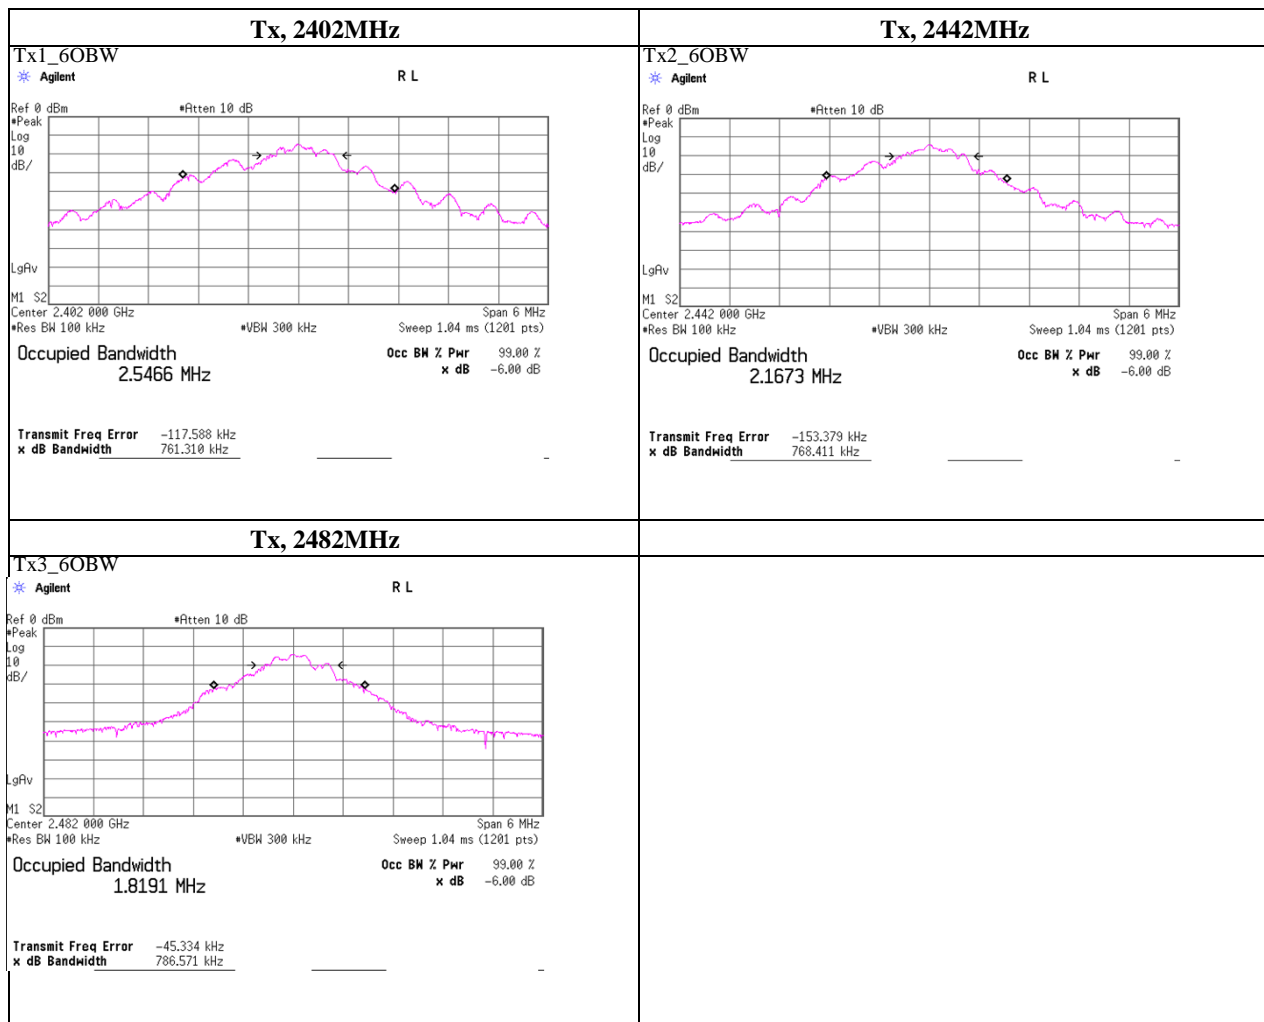 Tx, 2402MHz
Tx1_6OBW
Agilent
R L
Ref 0 dBm
#Atten 10 dB
#Peak
Log
10
dB/
LgAv
M1 S2
Center 2.402 000 GHz
Span 6 MHz
#Res BW 100 kHz
#VBW 300 kHz
Sweep 1.04 ms (1201 pts)
Occupied Bandwidth
2.5466 MHz
Occ BW % Pwr 99.00 %
x dB -6.00 dB
Transmit Freq Error -117.588 kHz
x dB Bandwidth 761.310 kHz
Tx, 2442MHz
Tx2_6OBW
Agilent
R L
Ref 0 dBm
#Atten 10 dB
#Peak
Log
10
dB/
LgAv
M1 S2
Center 2.442 000 GHz
Span 6 MHz
#Res BW 100 kHz
#VBW 300 kHz
Sweep 1.04 ms (1201 pts)
Occupied Bandwidth
2.1673 MHz
Occ BW % Pwr 99.00 %
x dB -6.00 dB
Transmit Freq Error -153.379 kHz
x dB Bandwidth 768.411 kHz
Tx, 2482MHz
Tx3_6OBW
Agilent
R L
Ref 0 dBm
#Atten 10 dB
#Peak
Log
10
dB/
LgAv
M1 S2
Center 2.482 000 GHz
Span 6 MHz
#Res BW 100 kHz
#VBW 300 kHz
Sweep 1.04 ms (1201 pts)
Occupied Bandwidth
1.8191 MHz
Occ BW % Pwr 99.00 %
x dB -6.00 dB
Transmit Freq Error -45.334 kHz
x dB Bandwidth 786.571 kHz